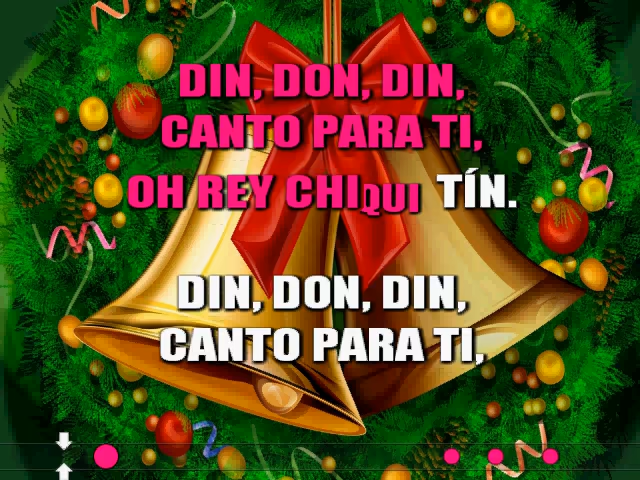 DIN, DON, DIN,
CANTO PARA TI,
OH REY CHIQUI TÍN.
DIN, DON, DIN,
CANTO PARA TI,